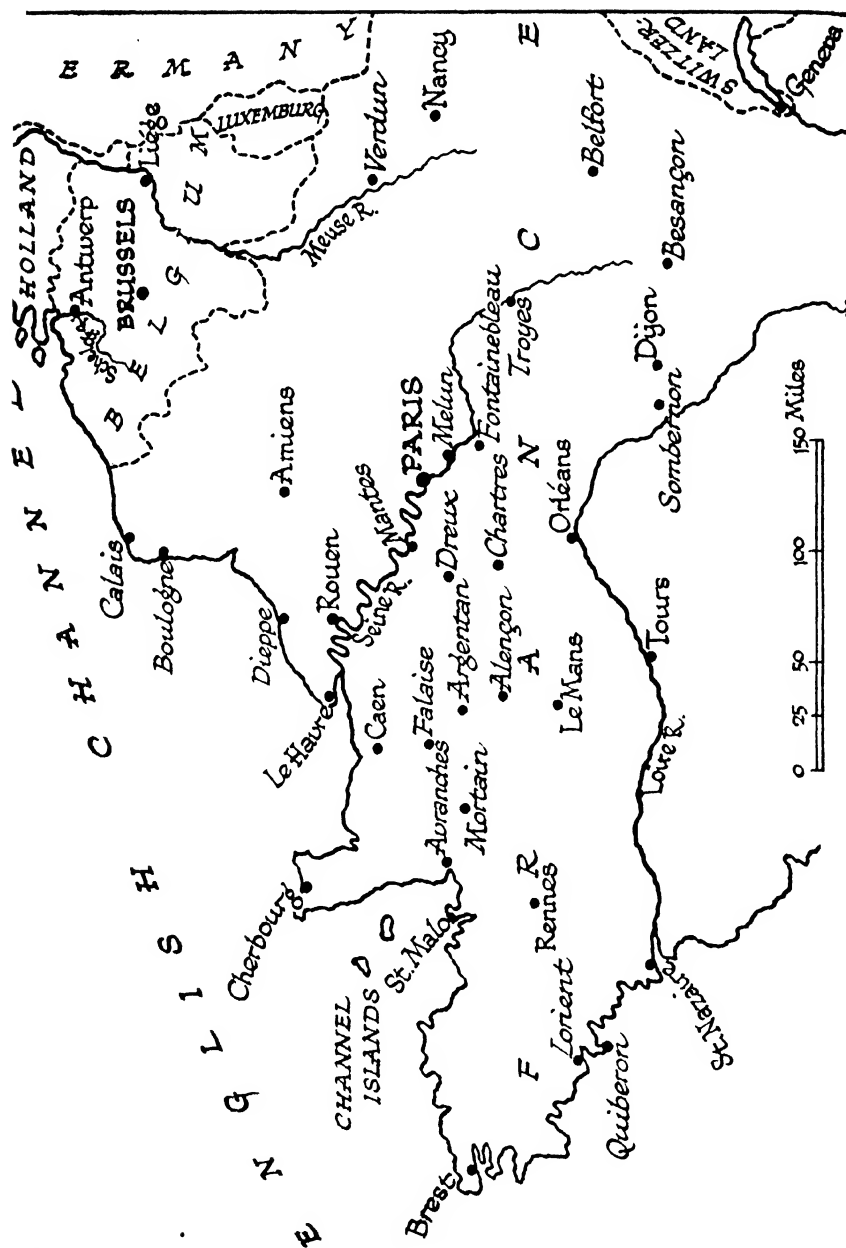 ENGLISH CHANNEL
HOLLAND
Antwerp
Scheldt R.
BRUSSELS
Liége
BELGIUM
GERMANY
LUXEMBURG
Calais
Boulogne
Amiens
Dieppe
Le Havre
Rouen
Seine R.
Mantes
PARIS
Melun
Fontainebleau
Troyes
Meuse R.
Verdun
Nancy
Cherbourg
CHANNEL
ISLANDS
St. Malo
Caen
Falaise
Avranches
Mortain
Argentan
Dreux
Alençon
Chartres
FRANCE
Brest
Rennes
Le Mans
Orléans
Belfort
SWITZER-
LAND
Geneva
Lorient
Quiberon
St. Nazaire
Loire R.
Tours
Sombernon
Dijon
Besançon
0 25 50 100 150 Miles